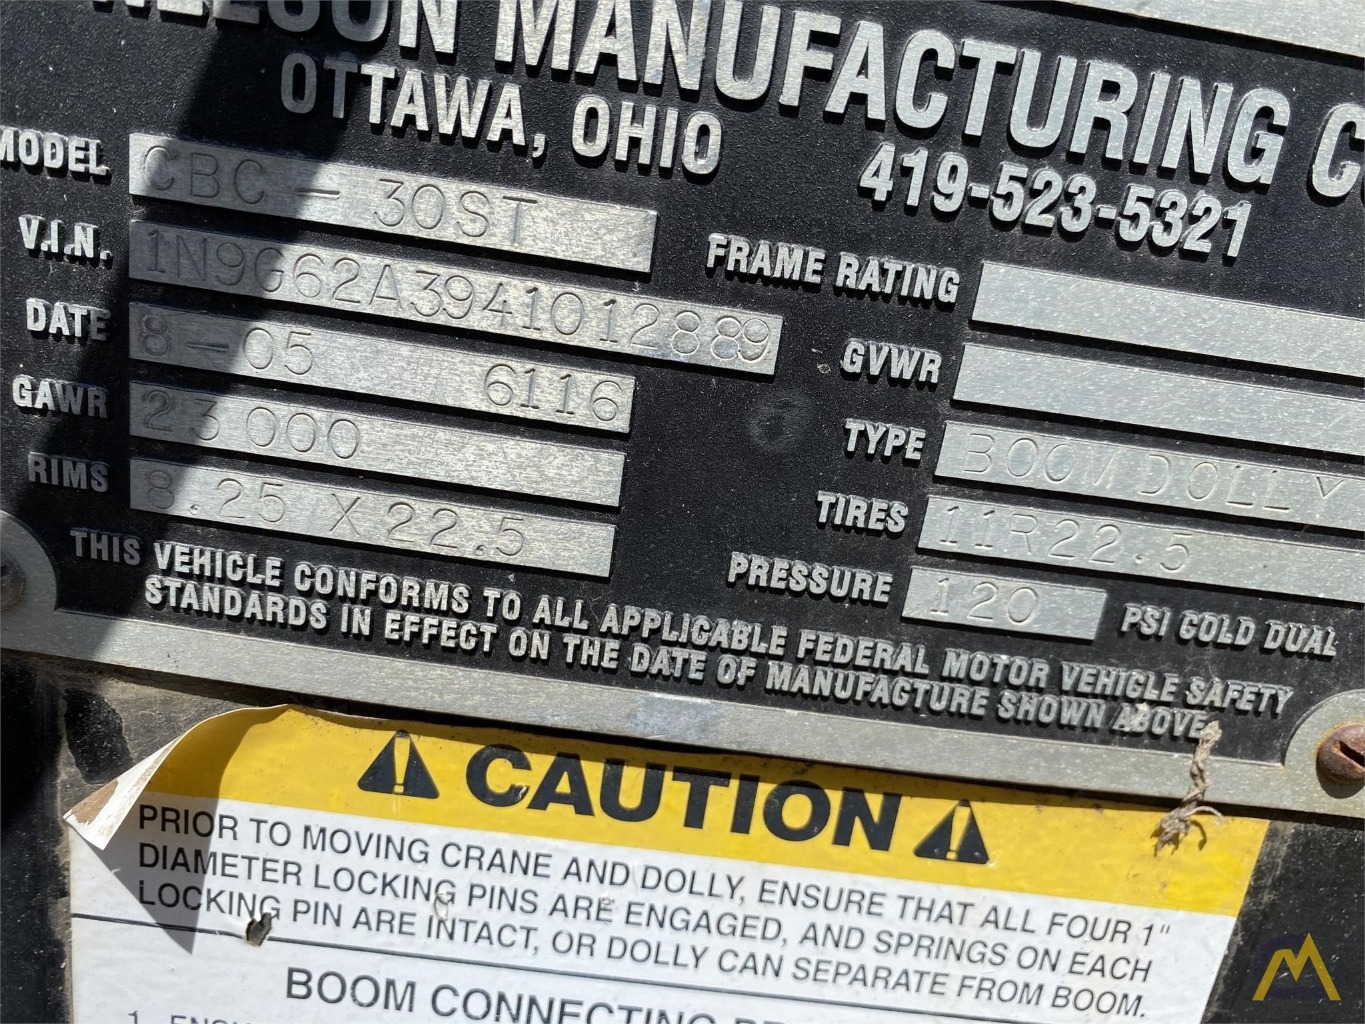 NELSON MANUFACTURING
OTTAWA, OHIO
419-523-5321
MODEL CBC - 30ST
V.I.N. 1N9G62A3941012889
DATE 8-05 6116
GAWR 23000
RIMS 8.25 X 22.5
FRAME RATING
GVWR
TYPE BOOM DOLLY
TIRES 11R22.5
PRESSURE 120 PSI COLD DUAL
THIS VEHICLE CONFORMS TO ALL APPLICABLE FEDERAL MOTOR VEHICLE SAFETY
STANDARDS IN EFFECT ON THE DATE OF MANUFACTURE SHOWN ABOVE.
CAUTION
PRIOR TO MOVING CRANE AND DOLLY, ENSURE THAT ALL FOUR 1"
DIAMETER LOCKING PINS ARE ENGAGED, AND SPRINGS ON EACH
LOCKING PIN ARE INTACT, OR DOLLY CAN SEPARATE FROM BOOM.
BOOM CONNECTING
M